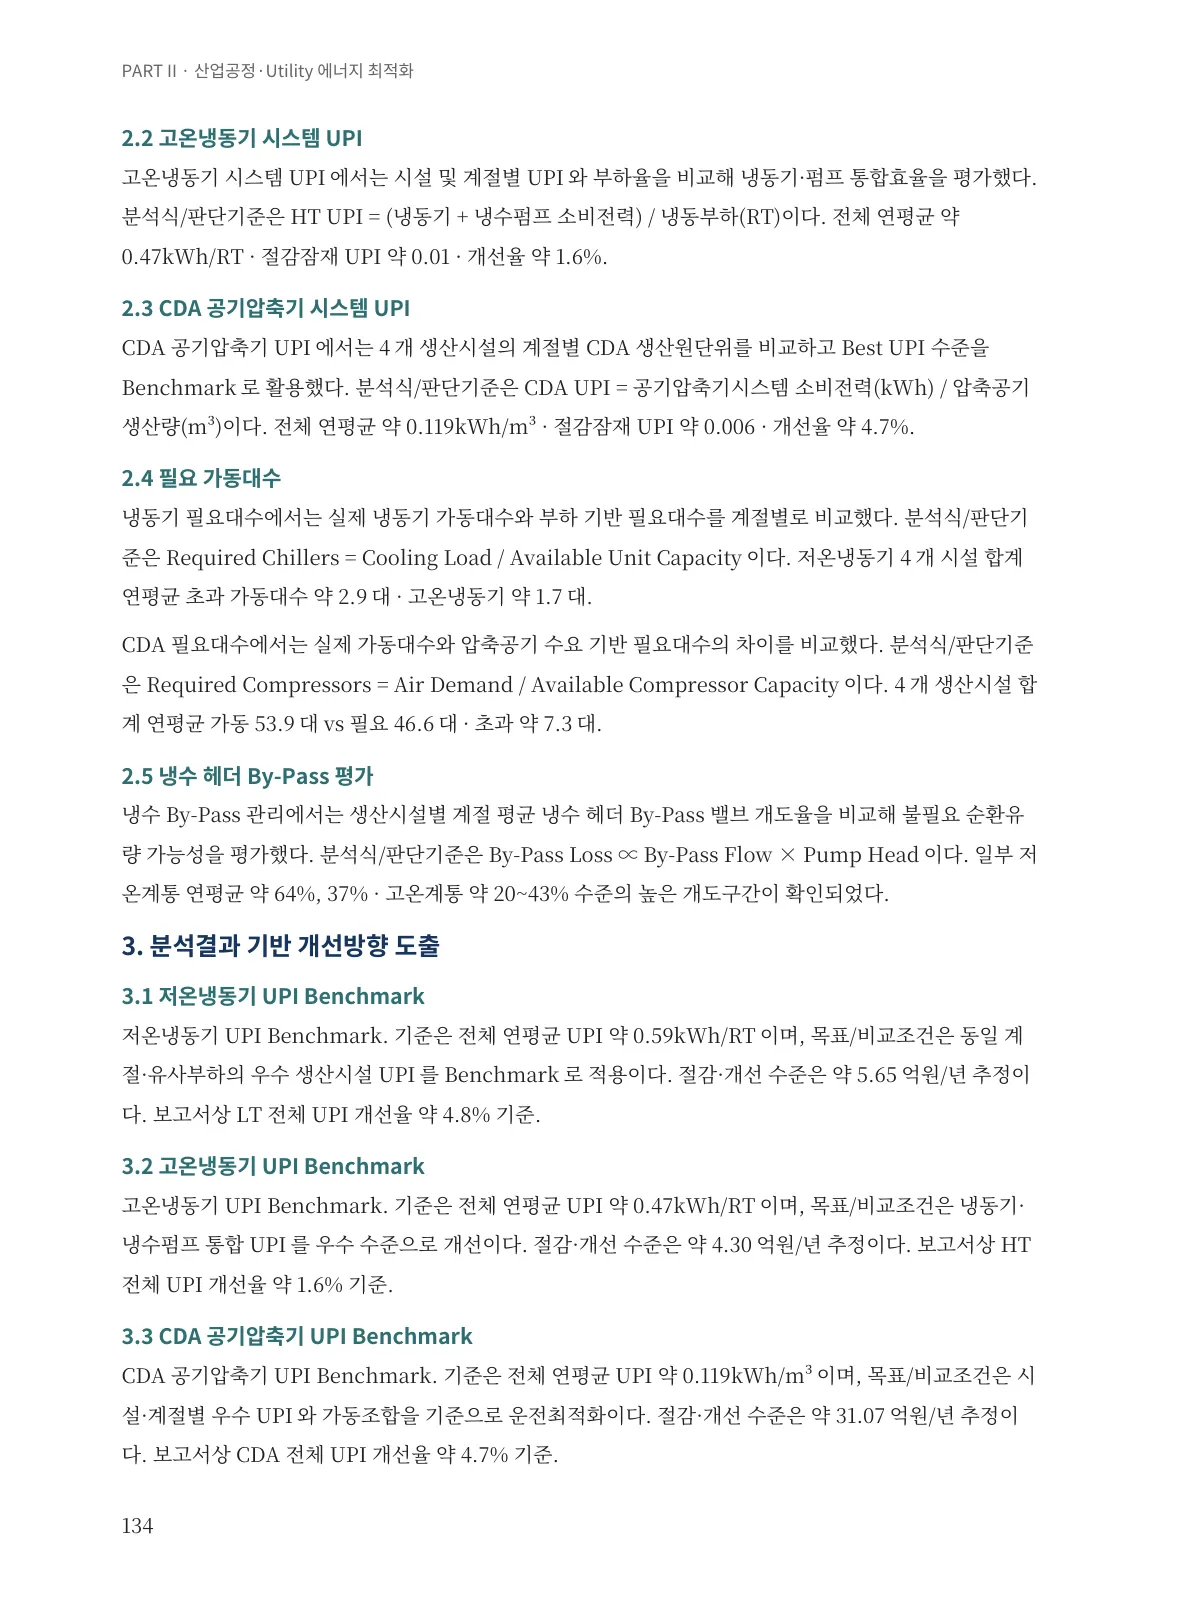 PART II · 산업공정·Utility 에너지 최적화
2.2 고온냉동기 시스템 UPI
고온냉동기 시스템 UPI 에서는 시설 및 계절별 UPI 와 부하율을 비교해 냉동기·펌프 통합효율을 평가했다.
분석식/판단기준은 HT UPI = (냉동기 + 냉수펌프 소비전력) / 냉동부하(RT)이다. 전체 연평균 약
0.47kWh/RT · 절감잠재 UPI 약 0.01 · 개선율 약 1.6%.
2.3 CDA 공기압축기 시스템 UPI
CDA 공기압축기 UPI 에서는 4 개 생산시설의 계절별 CDA 생산원단위를 비교하고 Best UPI 수준을
Benchmark 로 활용했다. 분석식/판단기준은 CDA UPI = 공기압축기시스템 소비전력(kWh) / 압축공기
생산량(m³)이다. 전체 연평균 약 0.119kWh/m³ · 절감잠재 UPI 약 0.006 · 개선율 약 4.7%.
2.4 필요 가동대수
냉동기 필요대수에서는 실제 냉동기 가동대수와 부하 기반 필요대수를 계절별로 비교했다. 분석식/판단기
준은 Required Chillers = Cooling Load / Available Unit Capacity 이다. 저온냉동기 4 개 시설 합계
연평균 초과 가동대수 약 2.9 대 · 고온냉동기 약 1.7 대.
CDA 필요대수에서는 실제 가동대수와 압축공기 수요 기반 필요대수의 차이를 비교했다. 분석식/판단기준
은 Required Compressors = Air Demand / Available Compressor Capacity 이다. 4 개 생산시설 합
계 연평균 가동 53.9 대 vs 필요 46.6 대 · 초과 약 7.3 대.
2.5 냉수 헤더 By-Pass 평가
냉수 By-Pass 관리에서는 생산시설별 계절 평균 냉수 헤더 By-Pass 밸브 개도율을 비교해 불필요 순환유
량 가능성을 평가했다. 분석식/판단기준은 By-Pass Loss ∝ By-Pass Flow × Pump Head 이다. 일부 저
온계통 연평균 약 64%, 37% · 고온계통 약 20~43% 수준의 높은 개도구간이 확인되었다.
3. 분석결과 기반 개선방향 도출
3.1 저온냉동기 UPI Benchmark
저온냉동기 UPI Benchmark. 기준은 전체 연평균 UPI 약 0.59kWh/RT 이며, 목표/비교조건은 동일 계
절·유사부하의 우수 생산시설 UPI 를 Benchmark 로 적용이다. 절감·개선 수준은 약 5.65 억원/년 추정이
다. 보고서상 LT 전체 UPI 개선율 약 4.8% 기준.
3.2 고온냉동기 UPI Benchmark
고온냉동기 UPI Benchmark. 기준은 전체 연평균 UPI 약 0.47kWh/RT 이며, 목표/비교조건은 냉동기·
냉수펌프 통합 UPI 를 우수 수준으로 개선이다. 절감·개선 수준은 약 4.30 억원/년 추정이다. 보고서상 HT
전체 UPI 개선율 약 1.6% 기준.
3.3 CDA 공기압축기 UPI Benchmark
CDA 공기압축기 UPI Benchmark. 기준은 전체 연평균 UPI 약 0.119kWh/m³ 이며, 목표/비교조건은 시
설·계절별 우수 UPI 와 가동조합을 기준으로 운전최적화이다. 절감·개선 수준은 약 31.07 억원/년 추정이
다. 보고서상 CDA 전체 UPI 개선율 약 4.7% 기준.
134